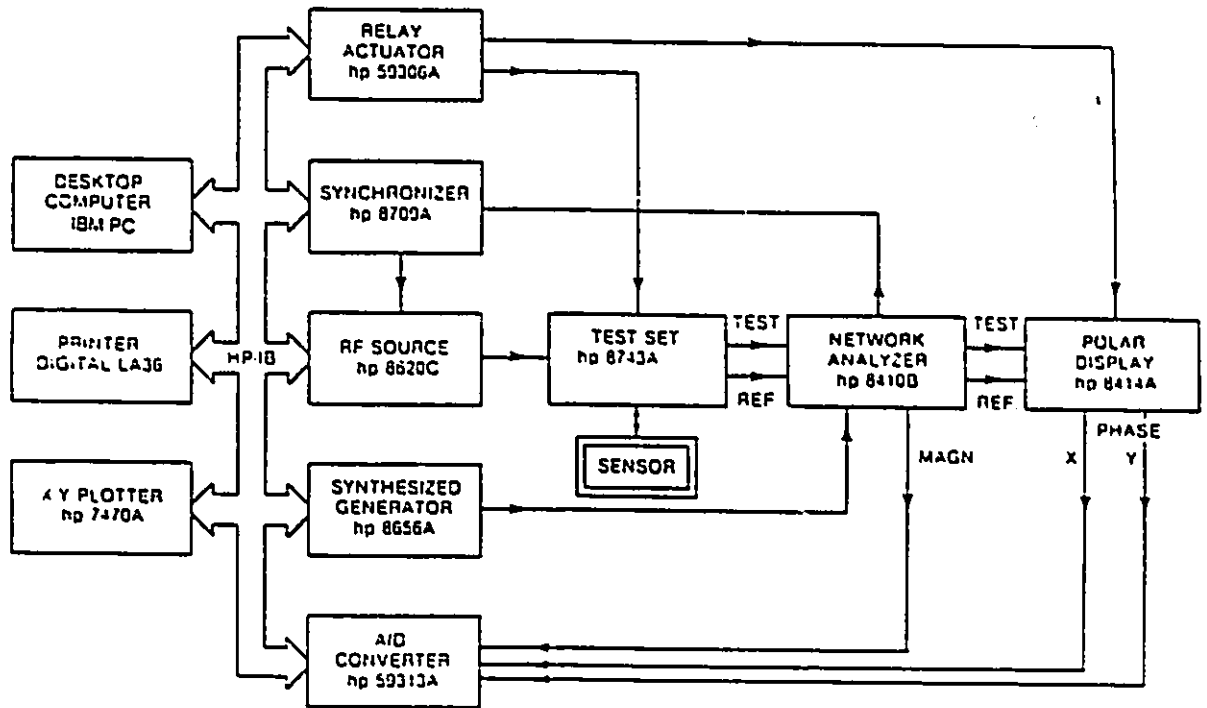 RELAY
ACTUATOR
hp 59306A
DESKTOP
COMPUTER
IBM PC
SYNCHRONIZER
hp 8709A
PRINTER
DIGITAL LA36
HP-IB
RF SOURCE
hp 8620C
TEST SET
hp 8743A
TEST
REF
NETWORK
ANALYZER
hp 8410B
TEST
REF
POLAR
DISPLAY
hp 8414A
SENSOR
MAGN
PHASE
X
Y
X Y PLOTTER
hp 7470A
SYNTHESIZED
GENERATOR
hp 8656A
A/D
CONVERTER
hp 59313A